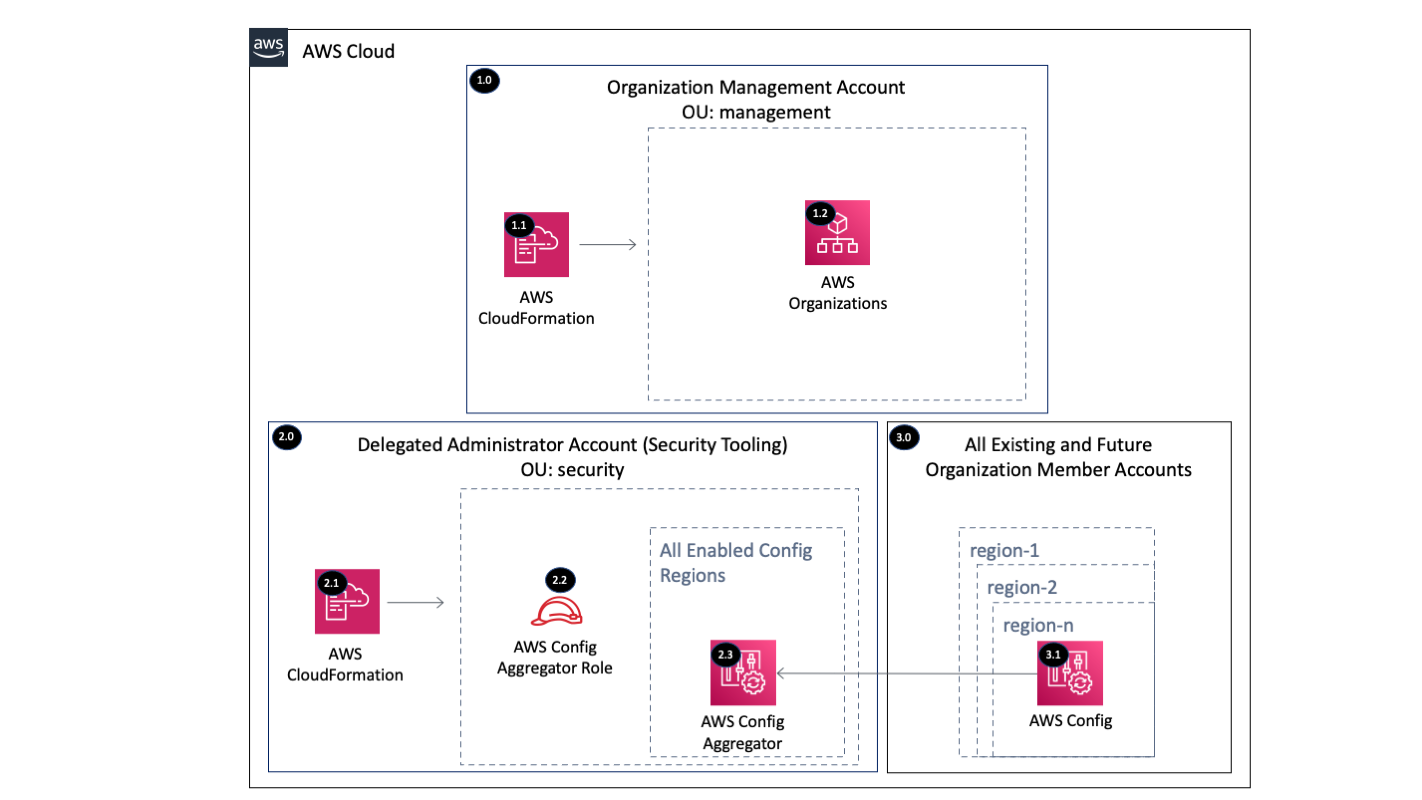 aws
AWS Cloud
1.0
Organization Management Account
OU: management
1.1
AWS
CloudFormation
1.2
AWS
Organizations
2.0
Delegated Administrator Account (Security Tooling)
OU: security
2.1
AWS
CloudFormation
2.2
AWS Config
Aggregator Role
All Enabled Config
Regions
2.3
AWS Config
Aggregator
3.0
All Existing and Future
Organization Member Accounts
region-1
region-2
region-n
3.1
AWS Config